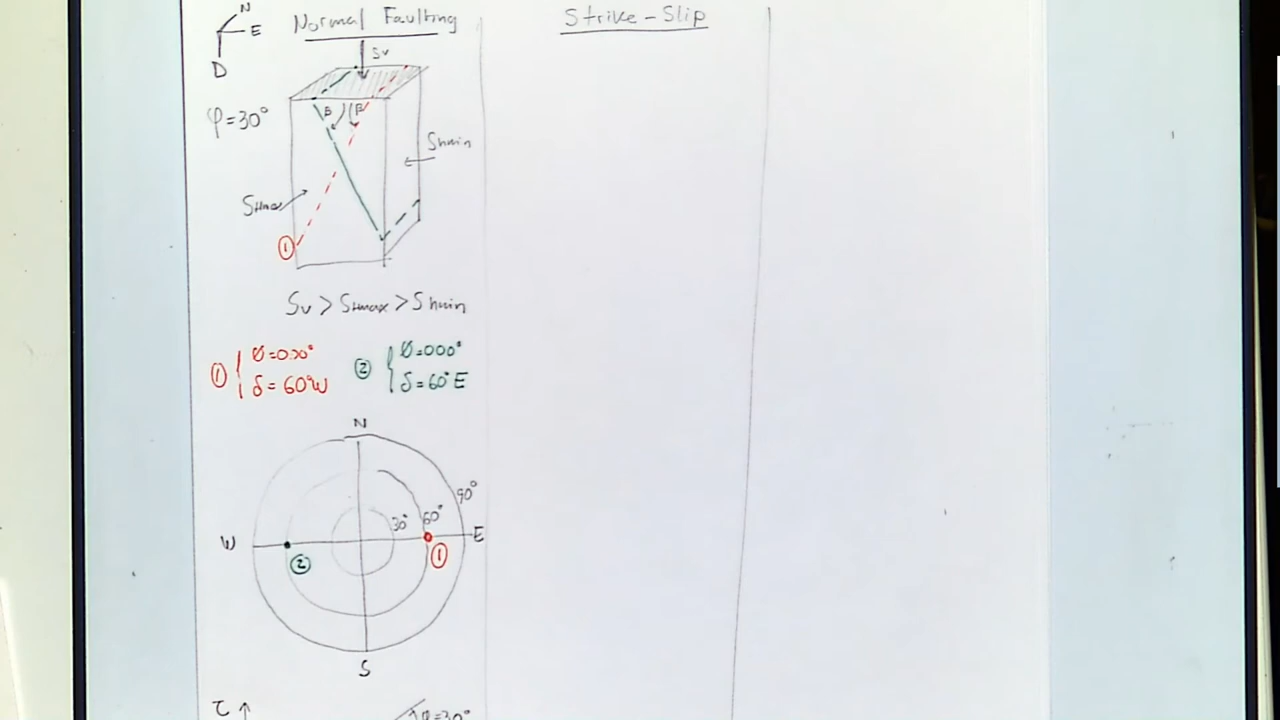 N
E
D
Normal Faulting
Strike-Slip
Sv
φ=30°
β β
Shmin
SHmax
①
Sv > SHmax > Shmin
① { Ø=000° ② { Ø=000°
δ=60°W δ=60°E
N
90°
60°
30°
W E
② ①
S
τ ↑ φ=30°